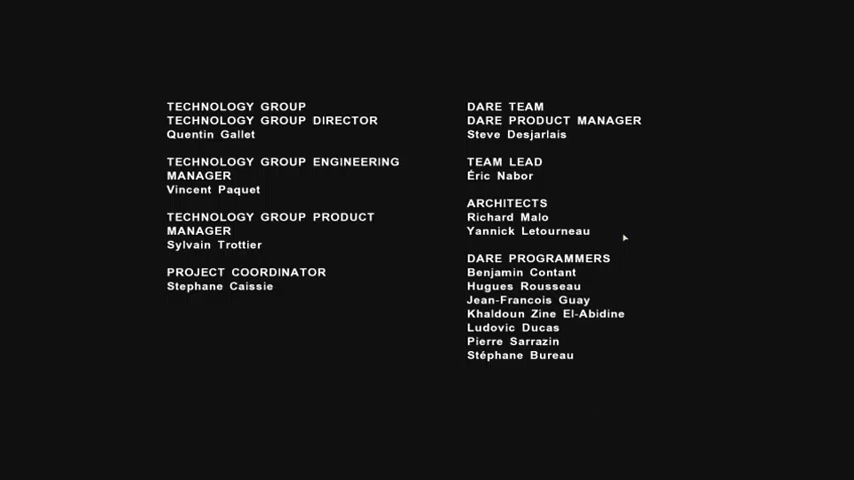 TECHNOLOGY GROUP
TECHNOLOGY GROUP DIRECTOR
Quentin Gallet
TECHNOLOGY GROUP ENGINEERING
MANAGER
Vincent Paquet
TECHNOLOGY GROUP PRODUCT
MANAGER
Sylvain Trottier
PROJECT COORDINATOR
Stephane Caissie
DARE TEAM
DARE PRODUCT MANAGER
Steve Desjarlais
TEAM LEAD
Éric Nabor
ARCHITECTS
Richard Malo
Yannick Letourneau
DARE PROGRAMMERS
Benjamin Contant
Hugues Rousseau
Jean-Francois Guay
Khaldoun Zine El-Abidine
Ludovic Ducas
Pierre Sarrazin
Stéphane Bureau